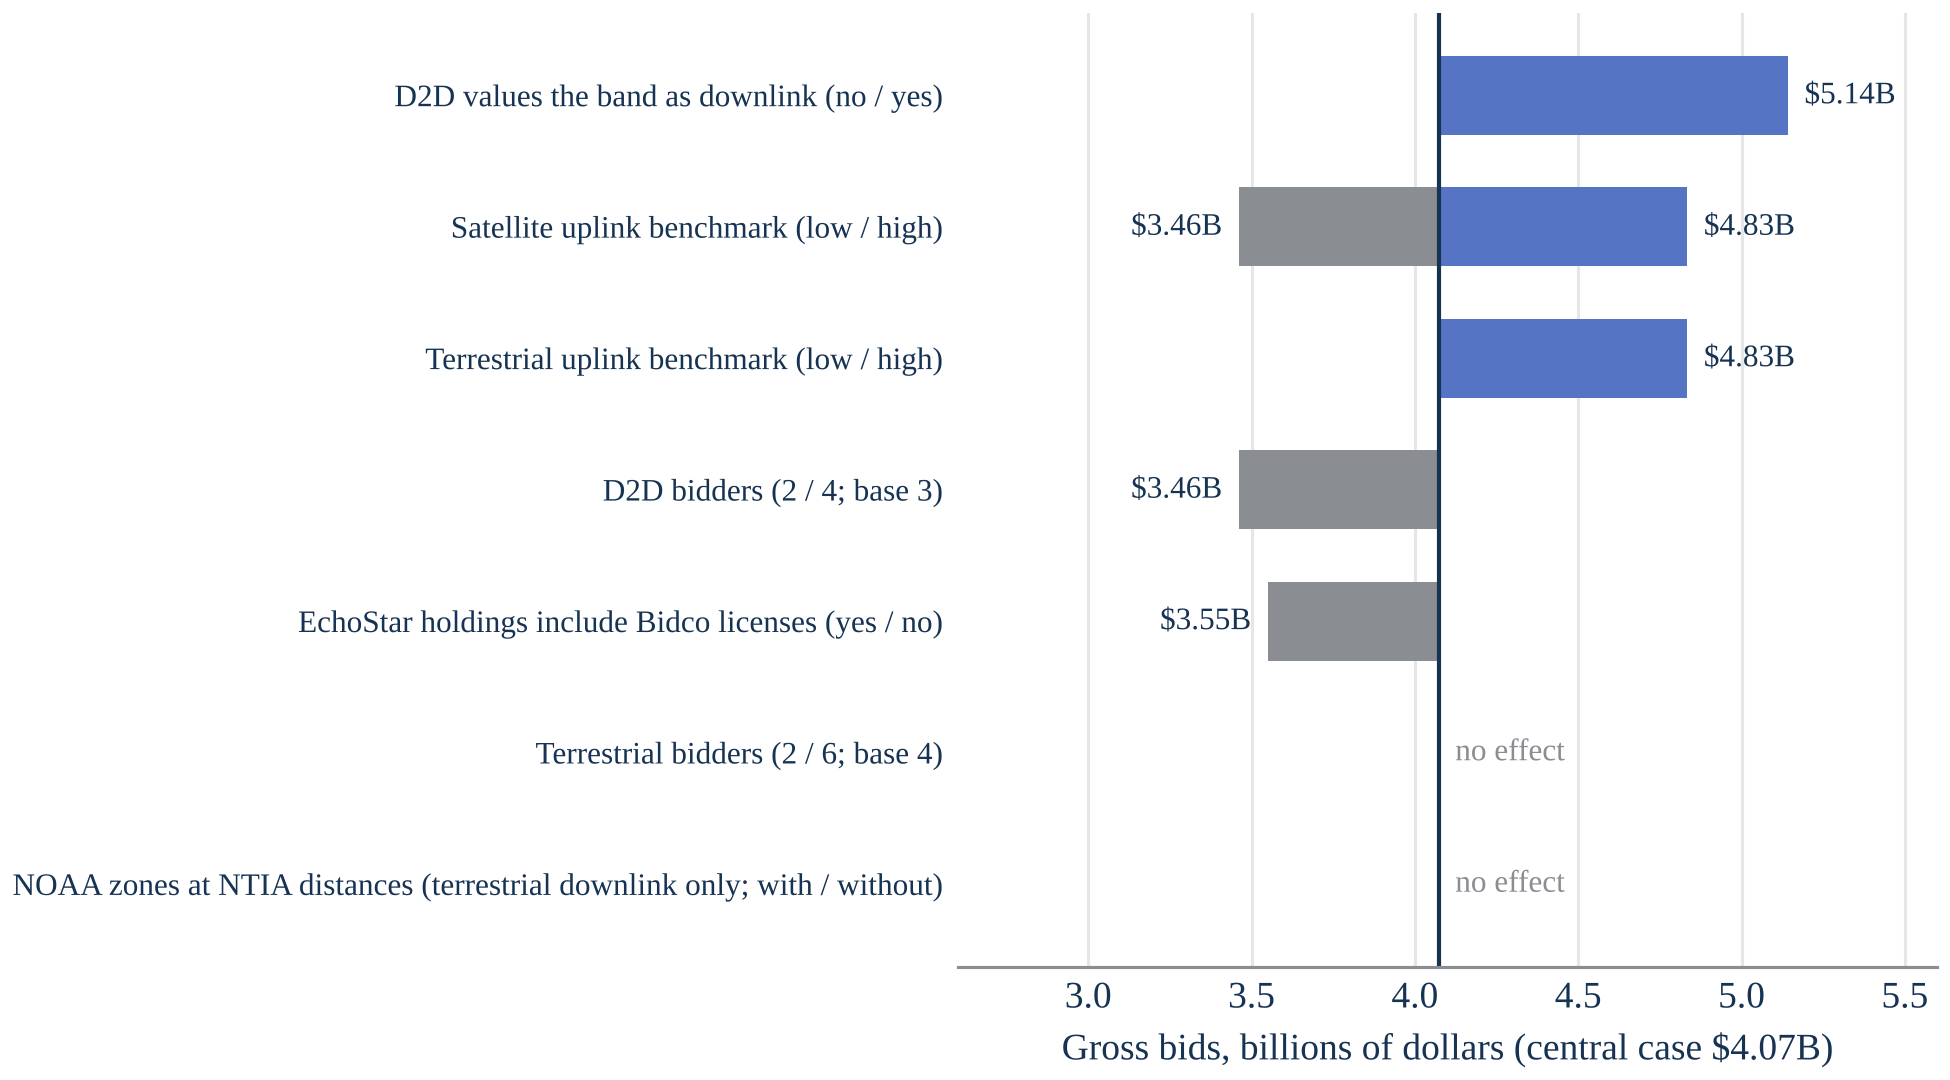 D2D values the band as downlink (no / yes)
$5.14B
Satellite uplink benchmark (low / high)
$3.46B
$4.83B
Terrestrial uplink benchmark (low / high)
$4.83B
D2D bidders (2 / 4; base 3)
$3.46B
EchoStar holdings include Bidco licenses (yes / no)
$3.55B
Terrestrial bidders (2 / 6; base 4)
no effect
NOAA zones at NTIA distances (terrestrial downlink only; with / without)
no effect
3.0 3.5 4.0 4.5 5.0 5.5
Gross bids, billions of dollars (central case $4.07B)